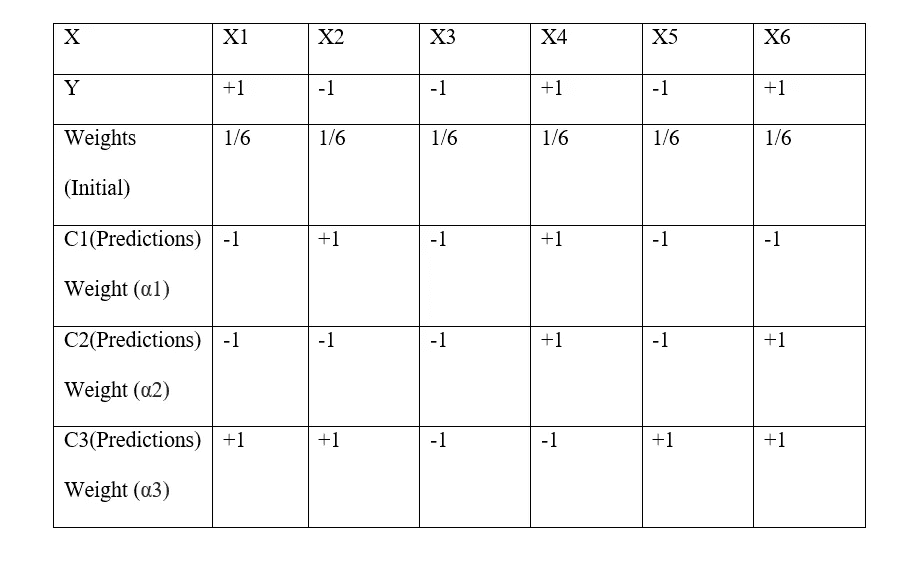 X X1 X2 X3 X4 X5 X6
Y +1 -1 -1 +1 -1 +1
Weights 1/6 1/6 1/6 1/6 1/6 1/6
(Initial)
C1(Predictions) -1 +1 -1 +1 -1 -1
Weight (α1)
C2(Predictions) -1 -1 -1 +1 -1 +1
Weight (α2)
C3(Predictions) +1 +1 -1 -1 +1 +1
Weight (α3)